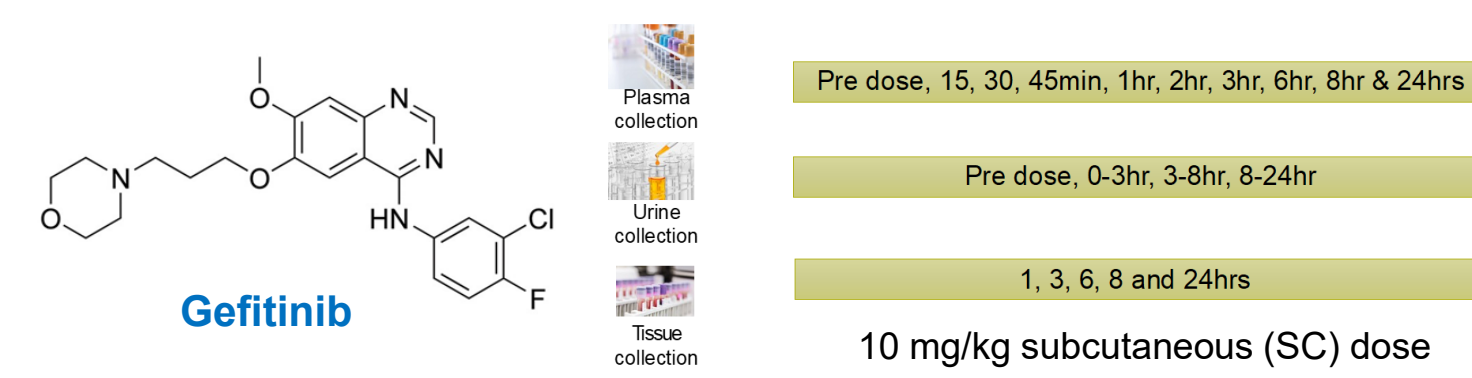 O
N
N
N
O
O
HN
Cl
F
Gefitinib
Plasma
collection
Pre dose, 15, 30, 45min, 1hr, 2hr, 3hr, 6hr, 8hr & 24hrs
Urine
collection
Pre dose, 0-3hr, 3-8hr, 8-24hr
Tissue
collection
1, 3, 6, 8 and 24hrs
10 mg/kg subcutaneous (SC) dose